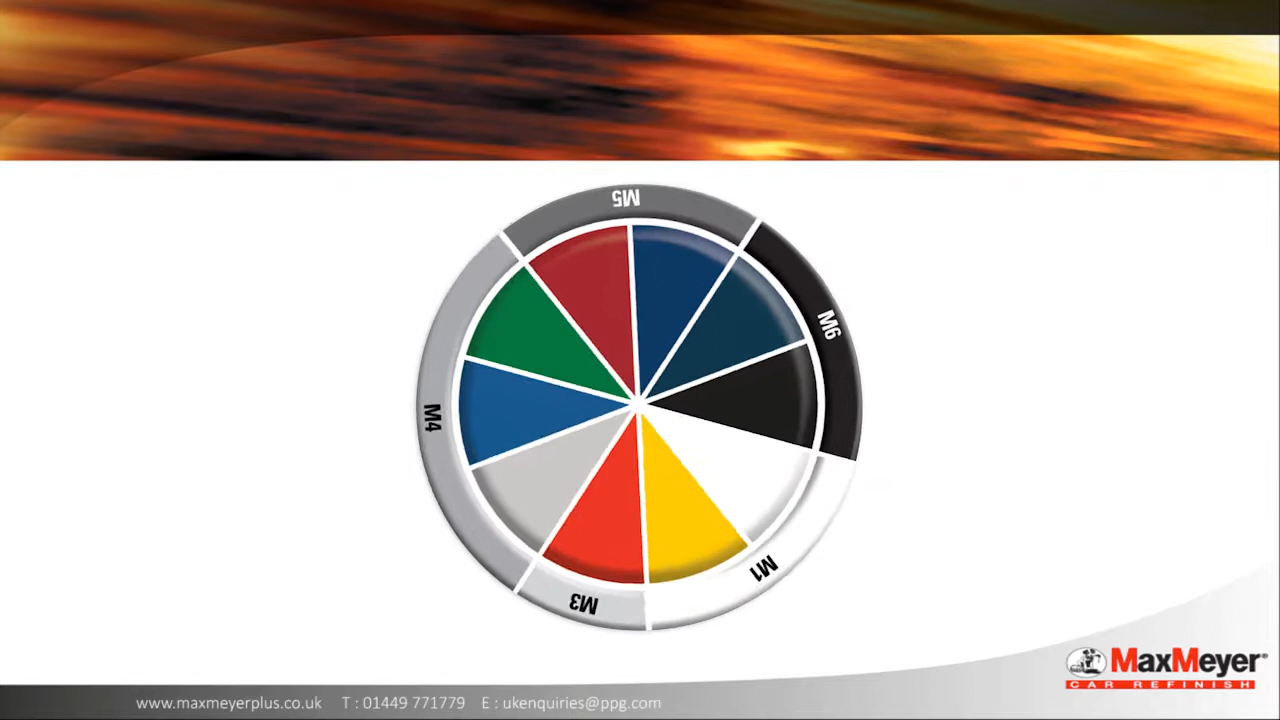 M5
M6
M4
M1
M3
MaxMeyer®
CAR REFINISH
www.maxmeyerplus.co.uk T : 01449 771779 E : ukenquiries@ppg.com